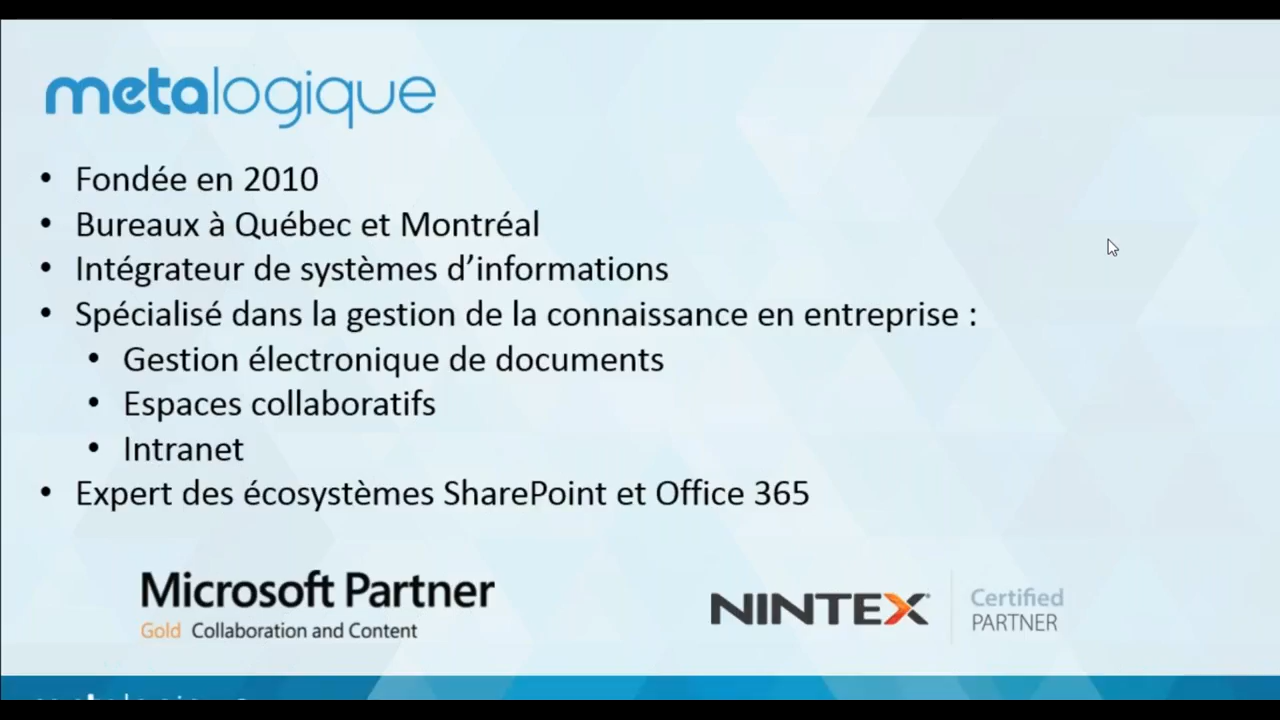 metalogique
• Fondée en 2010
• Bureaux à Québec et Montréal
• Intégrateur de systèmes d’informations
• Spécialisé dans la gestion de la connaissance en entreprise :
• Gestion électronique de documents
• Espaces collaboratifs
• Intranet
• Expert des écosystèmes SharePoint et Office 365
Microsoft Partner
Gold Collaboration and Content
NINTEX
Certified
PARTNER